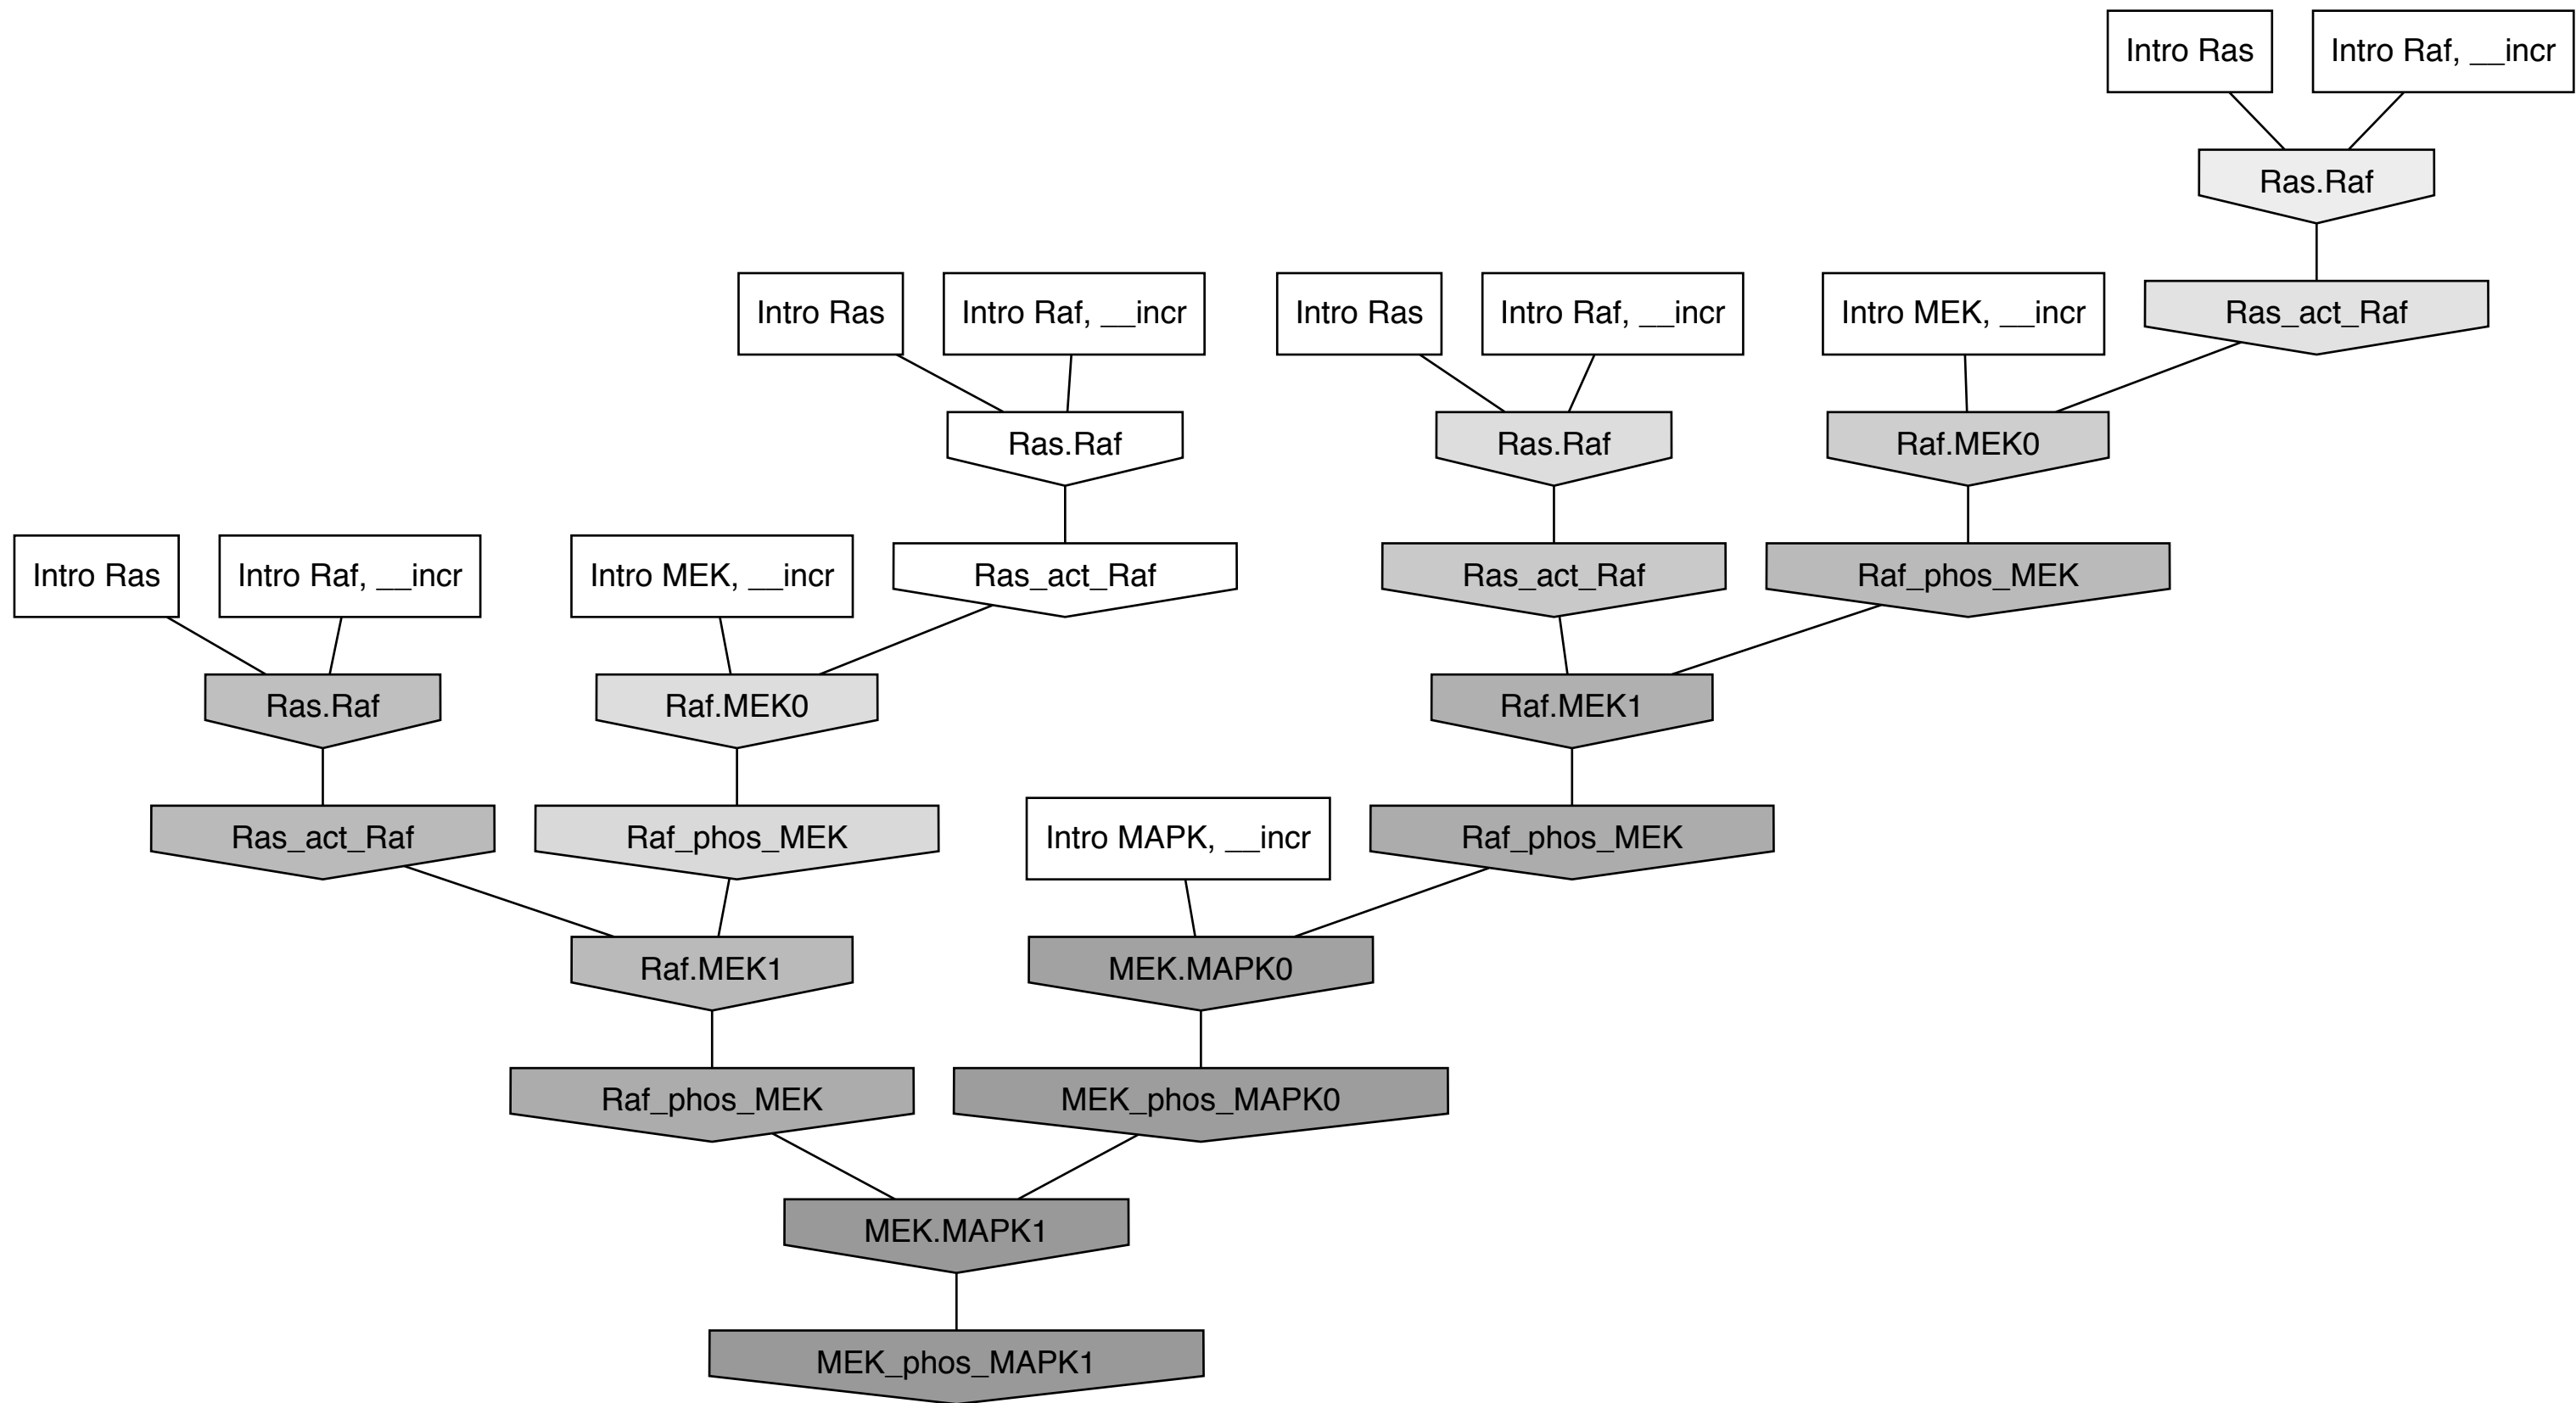 Intro Ras
Intro Raf, __incr
Ras.Raf
Intro Ras
Intro Raf, __incr
Intro Ras
Intro Raf, __incr
Intro MEK, __incr
Ras_act_Raf
Ras.Raf
Ras.Raf
Raf.MEK0
Intro Ras
Intro Raf, __incr
Intro MEK, __incr
Ras_act_Raf
Ras_act_Raf
Raf_phos_MEK
Ras.Raf
Raf.MEK0
Raf.MEK1
Ras_act_Raf
Raf_phos_MEK
Intro MAPK, __incr
Raf_phos_MEK
Raf.MEK1
MEK.MAPK0
Raf_phos_MEK
MEK_phos_MAPK0
MEK.MAPK1
MEK_phos_MAPK1